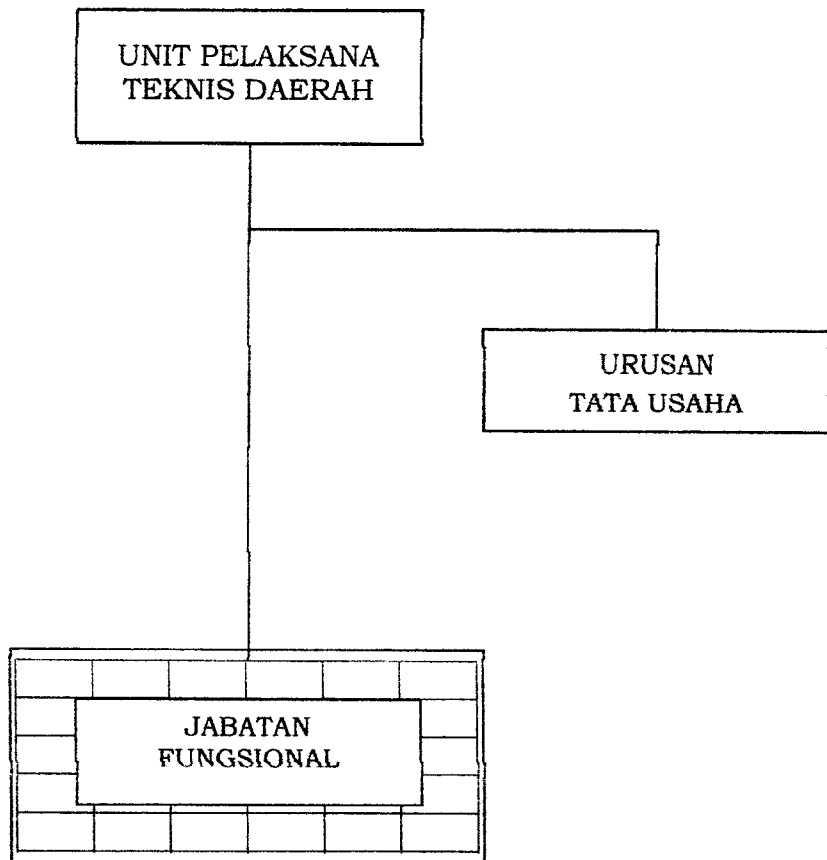 UNIT PELAKSANA
TEKNIS DAERAH
URUSAN
TATA USAHA
JABATAN
FUNGSIONAL